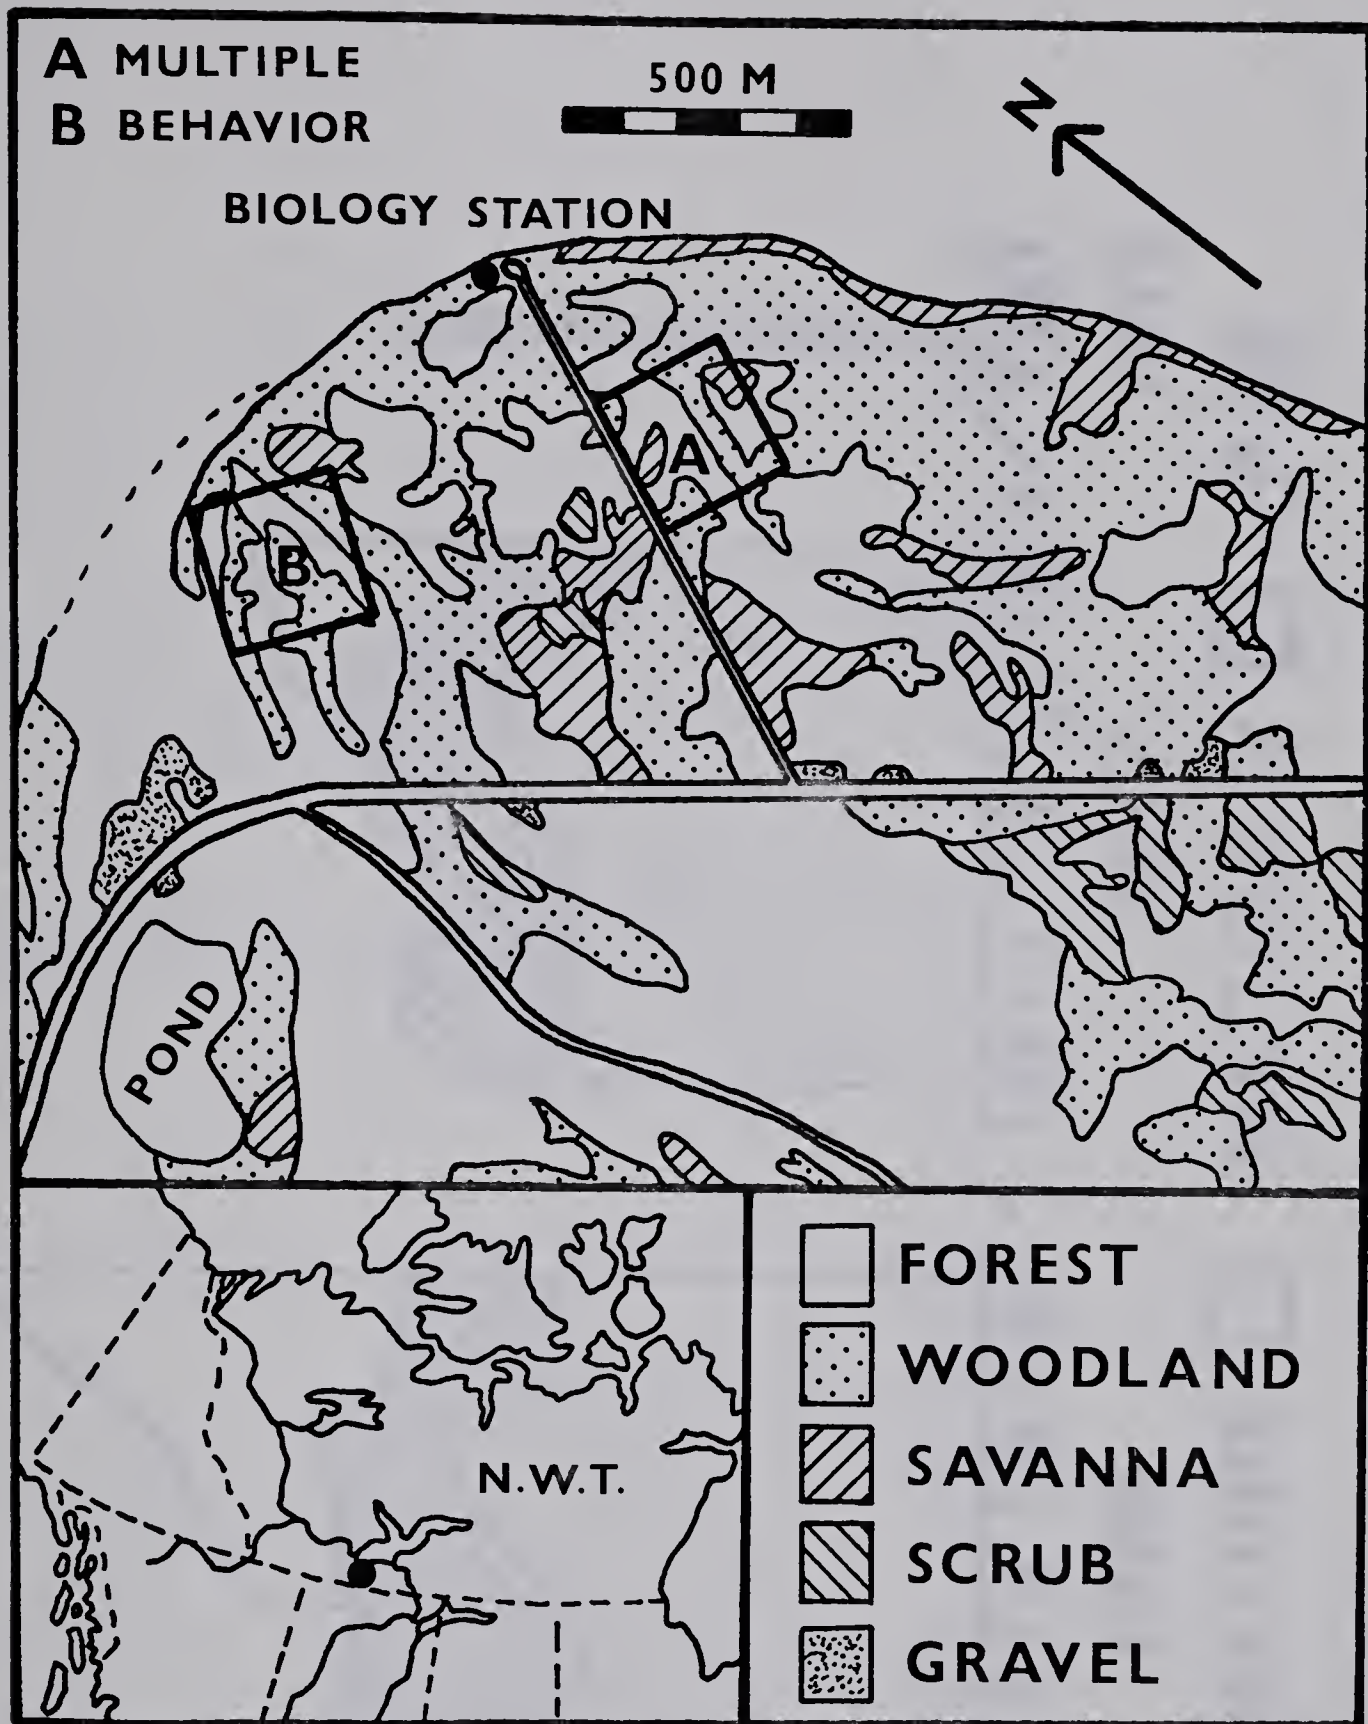 A MULTIPLE
B BEHAVIOR
500 M
N
BIOLOGY STATION
A
B
POND
N.W.T.
FOREST
WOODLAND
SAVANNA
SCRUB
GRAVEL